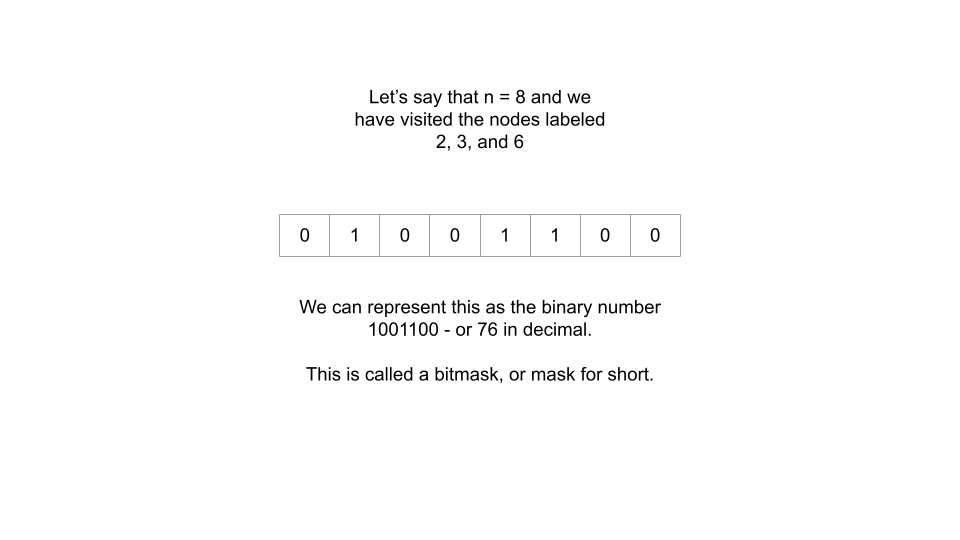 Let’s say that n = 8 and we
have visited the nodes labeled
2, 3, and 6
0 1 0 0 1 1 0 0
We can represent this as the binary number
1001100 - or 76 in decimal.
This is called a bitmask, or mask for short.